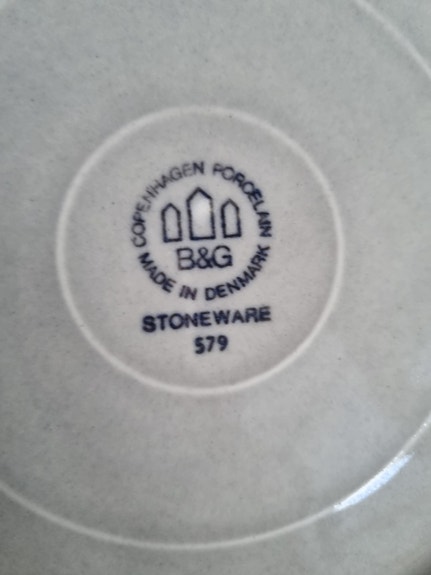 COPENHAGEN PORCELAIN
B&G
MADE IN DENMARK
STONEWARE
579